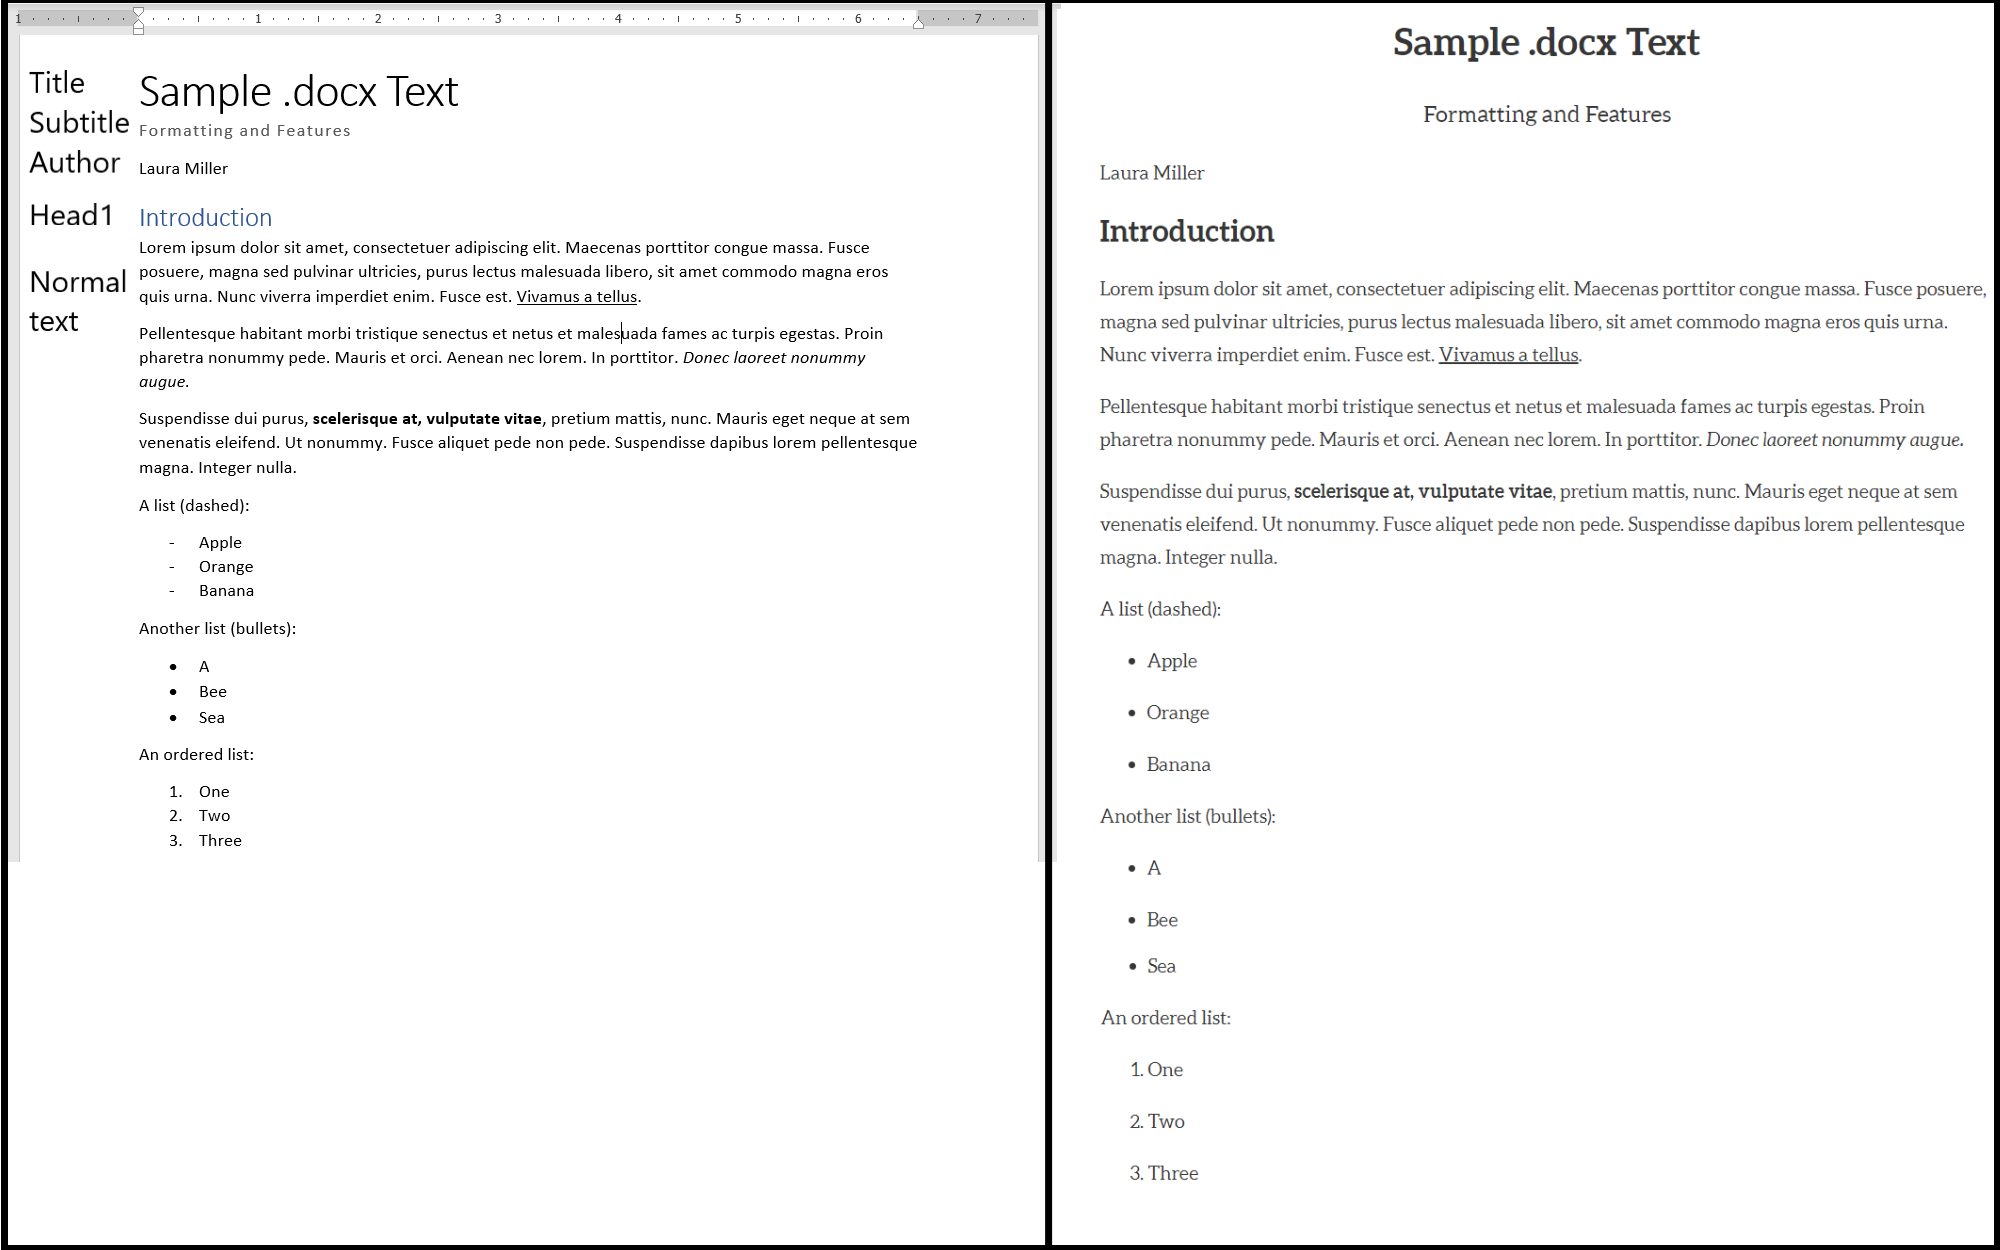 1 1 2 3 4 5 6 7
Title
Subtitle
Author
Head1
Normal
text
Sample .docx Text
Formatting and Features
Laura Miller
Introduction
Lorem ipsum dolor sit amet, consectetuer adipiscing elit. Maecenas porttitor congue massa. Fusce
posuere, magna sed pulvinar ultricies, purus lectus malesuada libero, sit amet commodo magna eros
quis urna. Nunc viverra imperdiet enim. Fusce est. Vivamus a tellus.
Pellentesque habitant morbi tristique senectus et netus et malesuada fames ac turpis egestas. Proin
pharetra nonummy pede. Mauris et orci. Aenean nec lorem. In porttitor. Donec laoreet nonummy
augue.
Suspendisse dui purus, scelerisque at, vulputate vitae, pretium mattis, nunc. Mauris eget neque at sem
venenatis eleifend. Ut nonummy. Fusce aliquet pede non pede. Suspendisse dapibus lorem pellentesque
magna. Integer nulla.
A list (dashed):
- Apple
- Orange
- Banana
Another list (bullets):
• A
• Bee
• Sea
An ordered list:
1. One
2. Two
3. Three
Sample .docx Text
Formatting and Features
Laura Miller
Introduction
Lorem ipsum dolor sit amet, consectetuer adipiscing elit. Maecenas porttitor congue massa. Fusce posuere,
magna sed pulvinar ultricies, purus lectus malesuada libero, sit amet commodo magna eros quis urna.
Nunc viverra imperdiet enim. Fusce est. Vivamus a tellus.
Pellentesque habitant morbi tristique senectus et netus et malesuada fames ac turpis egestas. Proin
pharetra nonummy pede. Mauris et orci. Aenean nec lorem. In porttitor. Donec laoreet nonummy augue.
Suspendisse dui purus, scelerisque at, vulputate vitae, pretium mattis, nunc. Mauris eget neque at sem
venenatis eleifend. Ut nonummy. Fusce aliquet pede non pede. Suspendisse dapibus lorem pellentesque
magna. Integer nulla.
A list (dashed):
• Apple
• Orange
• Banana
Another list (bullets):
• A
• Bee
• Sea
An ordered list:
1. One
2. Two
3. Three